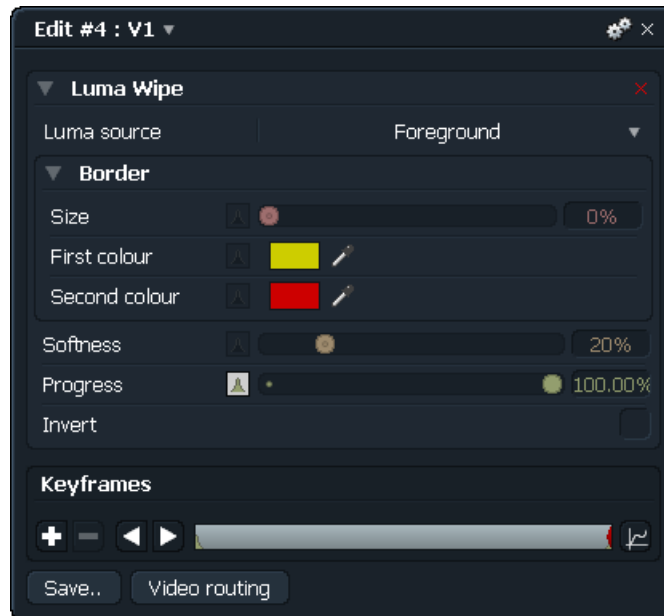 Edit #4 : V1
Luma Wipe
Luma source Foreground
Border
Size 0%
First colour
Second colour
Softness 20%
Progress 100.00%
Invert
Keyframes
Save.. Video routing